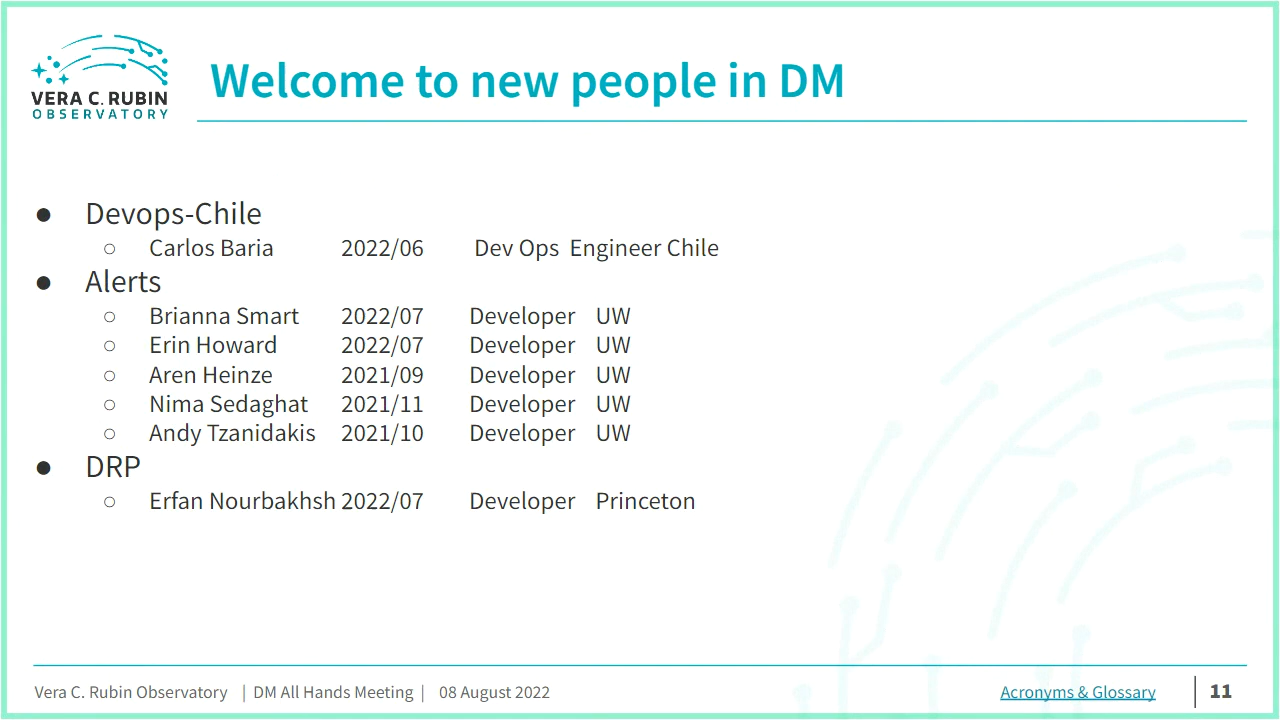 VERA C. RUBIN
OBSERVATORY
Welcome to new people in DM
● Devops-Chile
○ Carlos Baria 2022/06 Dev Ops Engineer Chile
● Alerts
○ Brianna Smart 2022/07 Developer UW
○ Erin Howard 2022/07 Developer UW
○ Aren Heinze 2021/09 Developer UW
○ Nima Sedaghat 2021/11 Developer UW
○ Andy Tzanidakis 2021/10 Developer UW
● DRP
○ Erfan Nourbakhsh 2022/07 Developer Princeton
Vera C. Rubin Observatory | DM All Hands Meeting | 08 August 2022 Acronyms & Glossary | 11